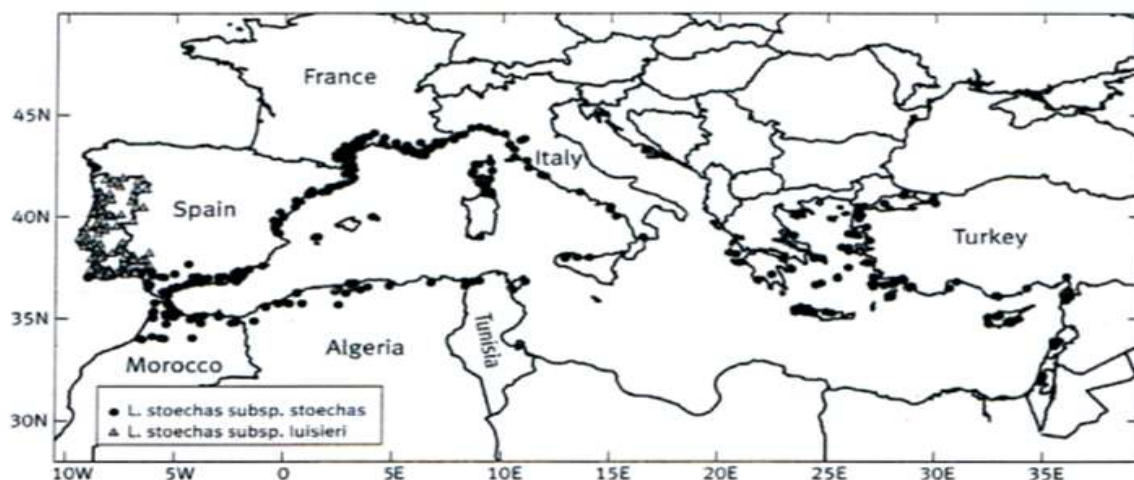 France
45N
Italy
40N
Spain
Turkey
35N
Tunisia
Algeria
Morocco
L. stoechas subsp. stoechas
L. stoechas subsp. luisieri
30N
10W 5W 0 5E 10E 15E 20E 25E 30E 35E